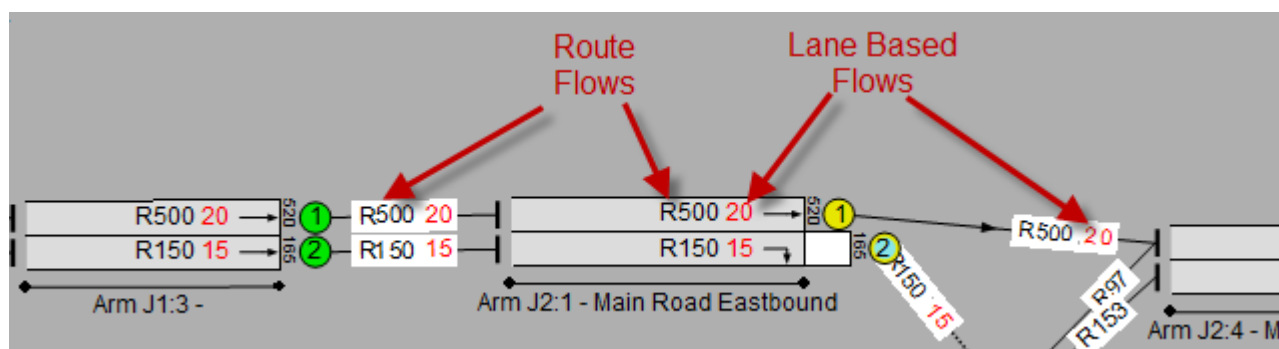 Route
Flows
Lane Based
Flows
R500 20
520
1
R500 20
R500 20
520
1
R500 20
R150 15
165
2
R150 15
R150 15
165
2
R150 15
R97
R153
Arm J1:3 -
Arm J2:1 - Main Road Eastbound
Arm J2:4 - M